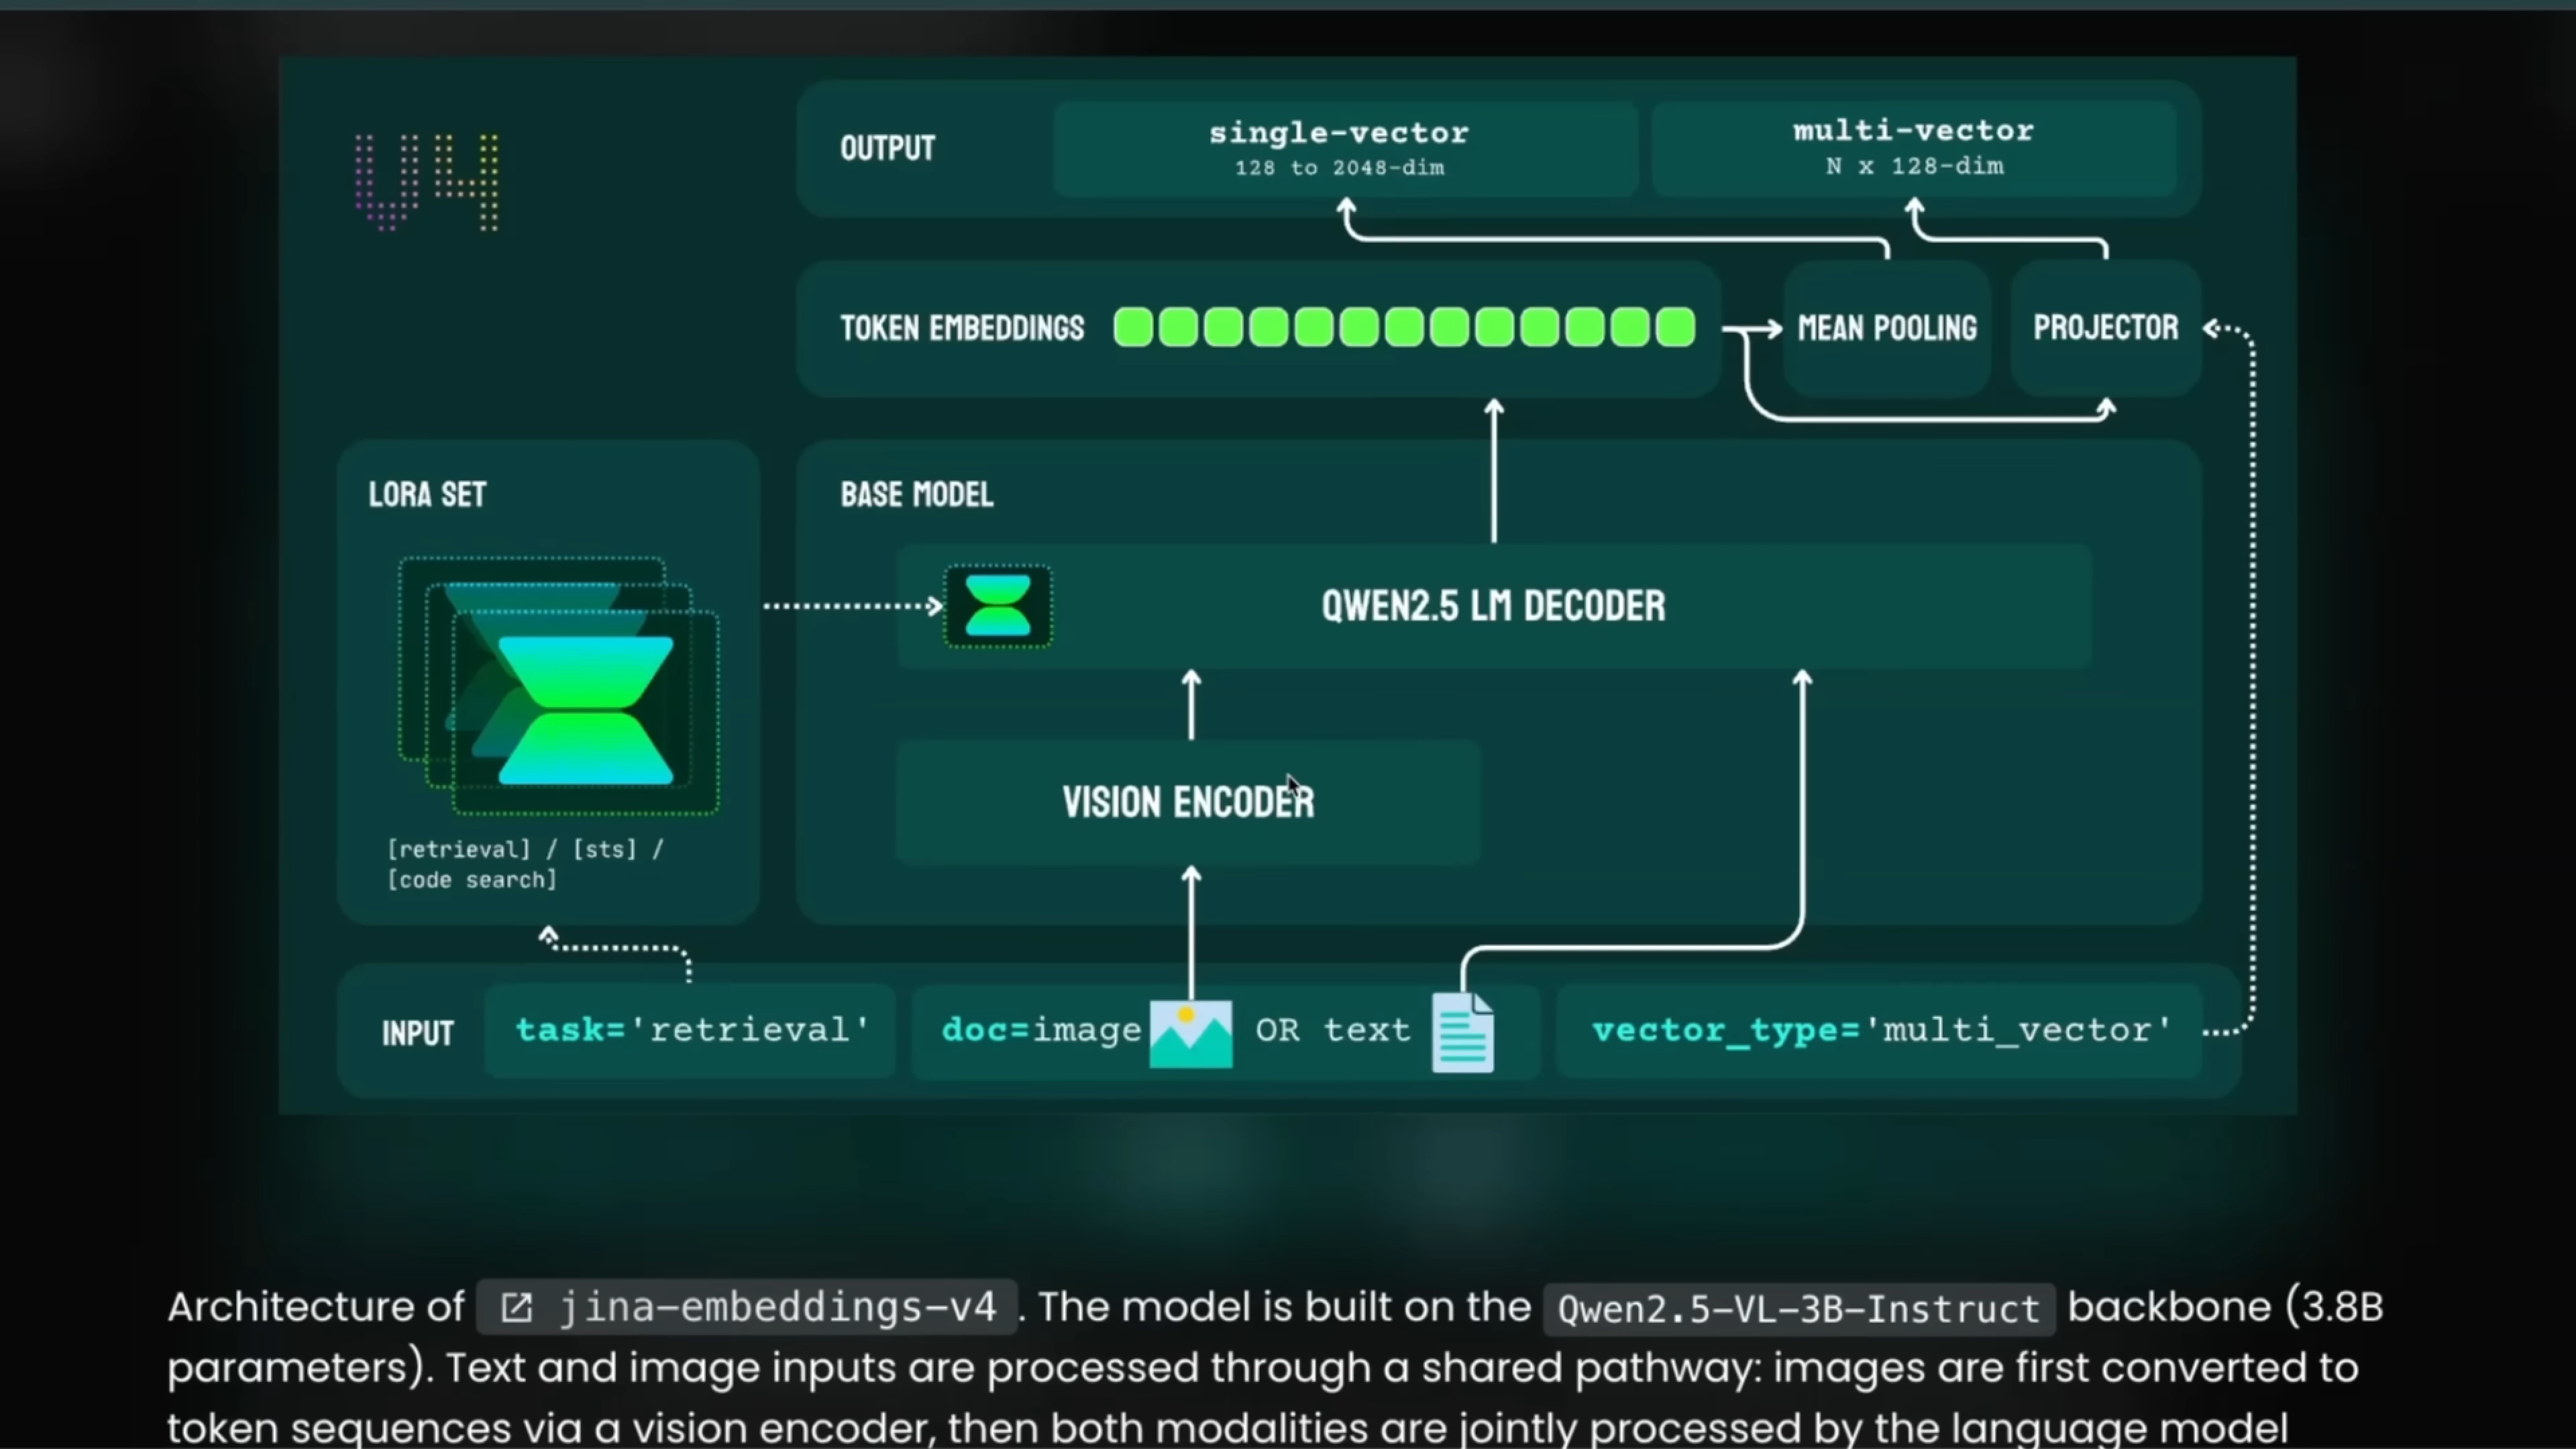 V4
OUTPUT
single-vector
128 to 2048-dim
multi-vector
N x 128-dim
TOKEN EMBEDDINGS
MEAN POOLING
PROJECTOR
LORA SET
[retrieval] / [sts] /
[code search]
BASE MODEL
QWEN2.5 LM DECODER
VISION ENCODER
INPUT
task='retrieval'
doc=image OR text
vector_type='multi_vector'
Architecture of jina-embeddings-v4 . The model is built on the Qwen2.5-VL-3B-Instruct backbone (3.8B
parameters). Text and image inputs are processed through a shared pathway: images are first converted to
token sequences via a vision encoder, then both modalities are jointly processed by the language model